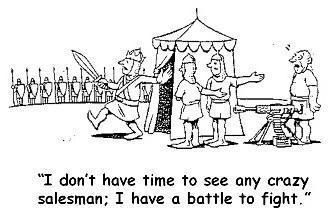 “I don’t have time to see any crazy
salesman; I have a battle to fight.”